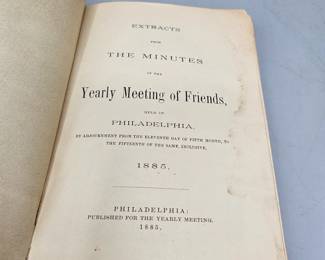 EXTRACTS
FROM
THE MINUTES
OF THE
Yearly Meeting of Friends,
HELD IN
PHILADELPHIA,
BY ADJOURNMENT FROM THE ELEVENTH DAY OF FIFTH MONTH, TO
THE FIFTEENTH OF THE SAME, INCLUSIVE.
1885.
PHILADELPHIA:
PUBLISHED FOR THE YEARLY MEETING.
1885.